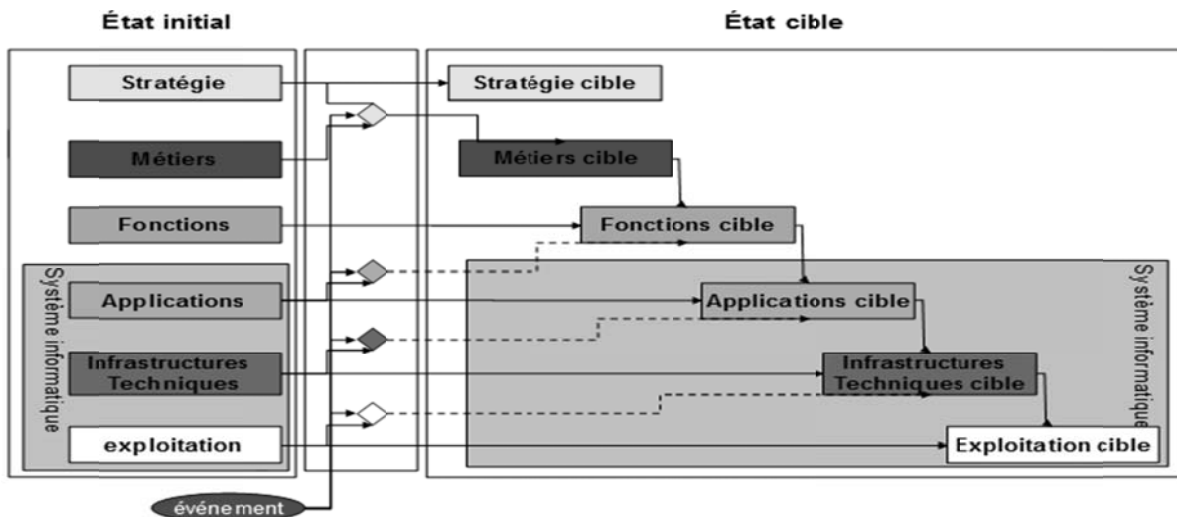 État initial
État cible
Stratégie
Stratégie cible
Métiers
Métiers cible
Fonctions
Fonctions cible
Système informatique
Applications
Applications cible
Système informatique
Infrastructures
Techniques
Infrastructures
Techniques cible
exploitation
Exploitation cible
événement